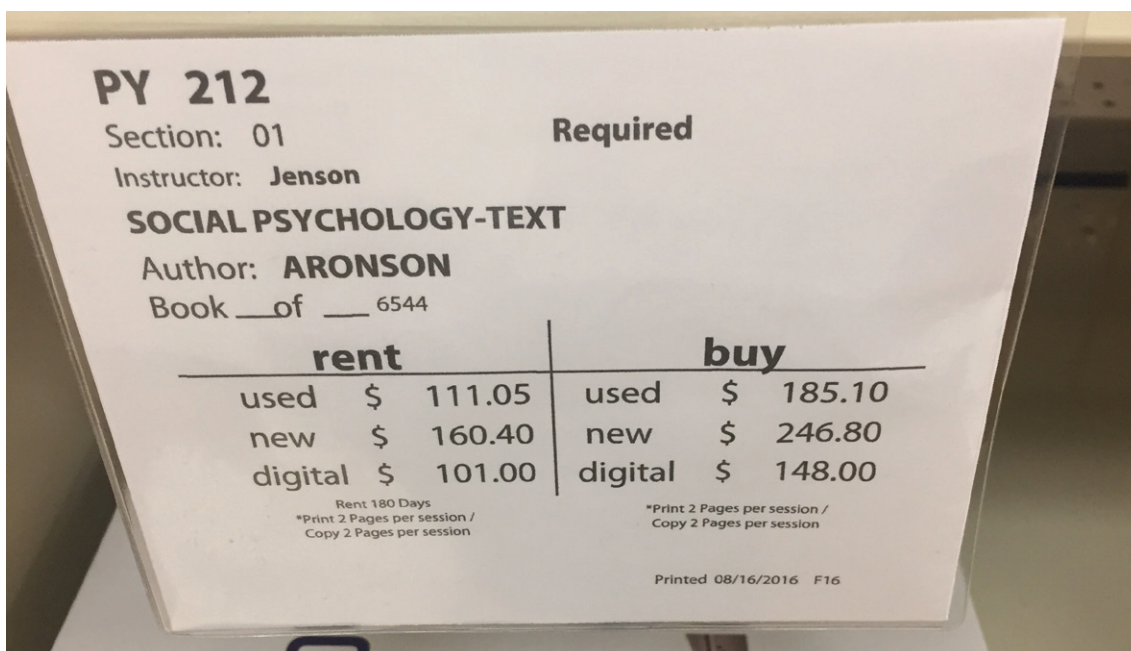 PY 212
Section: 01 Required
Instructor: Jenson
SOCIAL PSYCHOLOGY-TEXT
Author: ARONSON
Book __of __ 6544
rent buy
used $ 111.05 used $ 185.10
new $ 160.40 new $ 246.80
digital $ 101.00 digital $ 148.00
Rent 180 Days
*Print 2 Pages per session /
Copy 2 Pages per session
*Print 2 Pages per session /
Copy 2 Pages per session
Printed 08/16/2016 F16